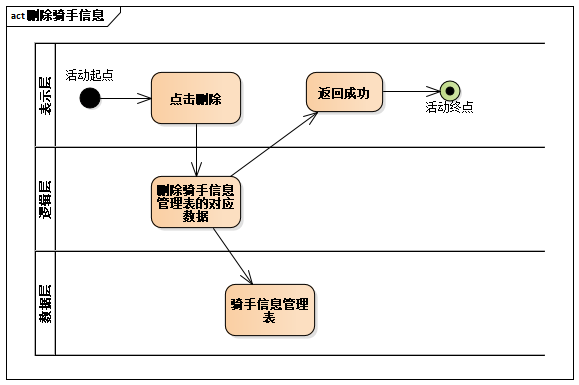 act 删除骑手信息
表示层
活动起点
点击删除
返回成功
活动终点
逻辑层
删除骑手信息
管理表的对应
数据
数据层
骑手信息管理
表